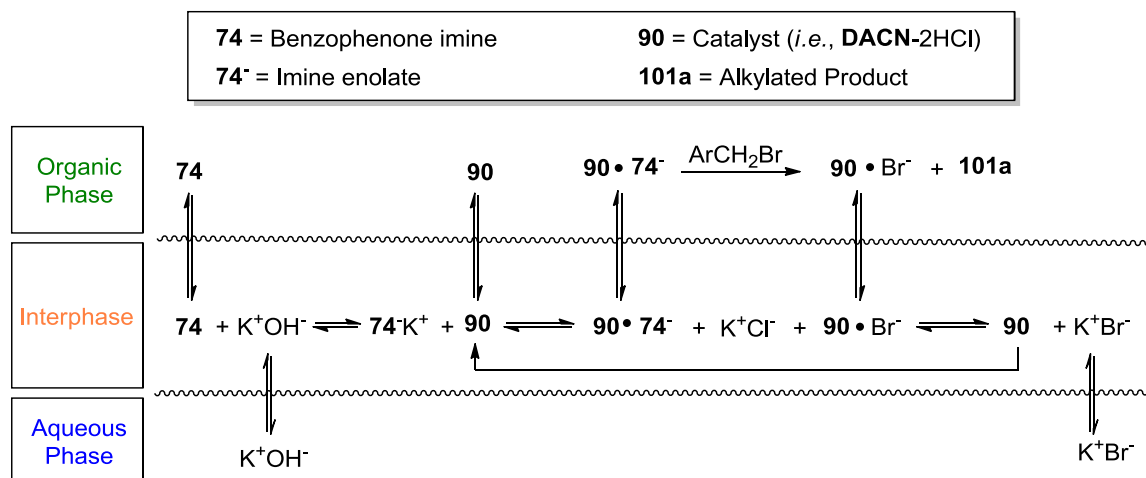 74 = Benzophenone imine 90 = Catalyst (i.e., DACN-2HCl)
74⁻ = Imine enolate 101a = Alkylated Product
Organic
Phase
74 90 90 • 74⁻ ArCH₂Br 90 • Br⁻ + 101a
Interphase
74 + K⁺OH⁻ 74⁻K⁺ + 90 90 • 74⁻ + K⁺Cl⁻ + 90 • Br⁻ 90 + K⁺Br⁻
Aqueous
Phase
K⁺OH⁻ K⁺Br⁻